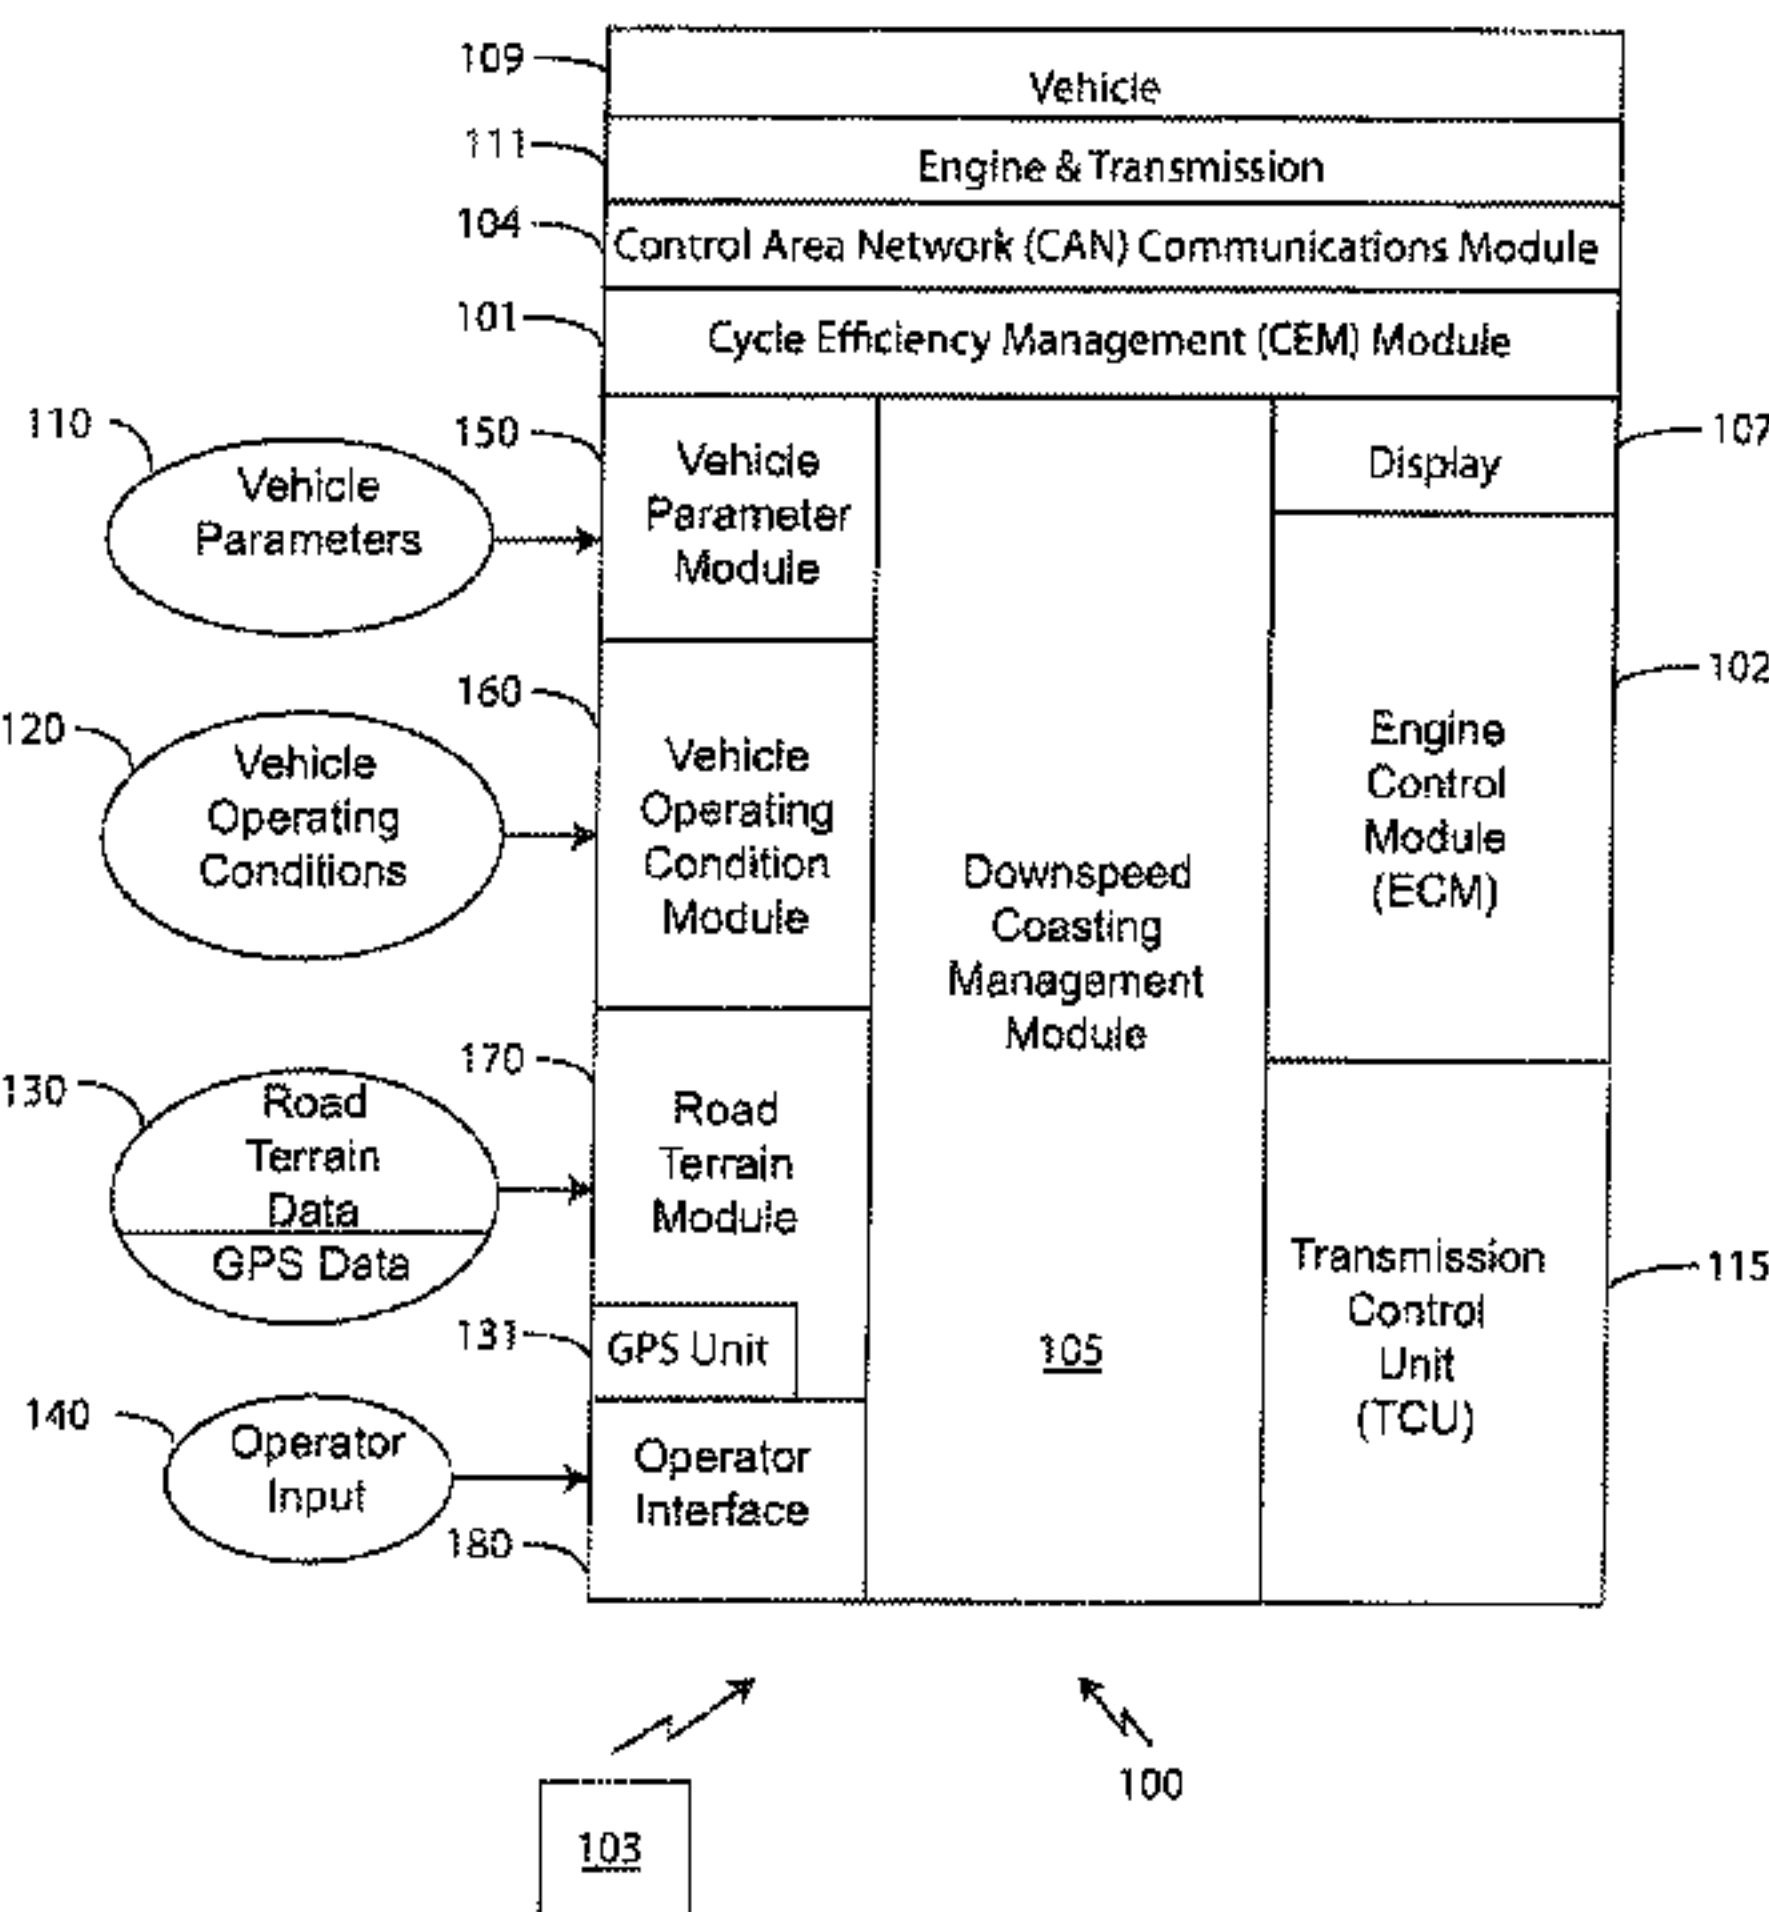 109
Vehicle
111
Engine & Transmission
104
Control Area Network (CAN) Communications Module
101
Cycle Efficiency Management (CEM) Module
110
Vehicle
Parameters
150
Vehicle
Parameter
Module
107
Display
120
Vehicle
Operating
Conditions
160
Vehicle
Operating
Condition
Module
102
Engine
Control
Module
(ECM)
Downspeed
Coasting
Management
Module
105
130
Road
Terrain
Data
GPS Data
170
Road
Terrain
Module
131
GPS Unit
115
Transmission
Control
Unit
(TCU)
140
Operator
Input
Operator
Interface
180
100
103